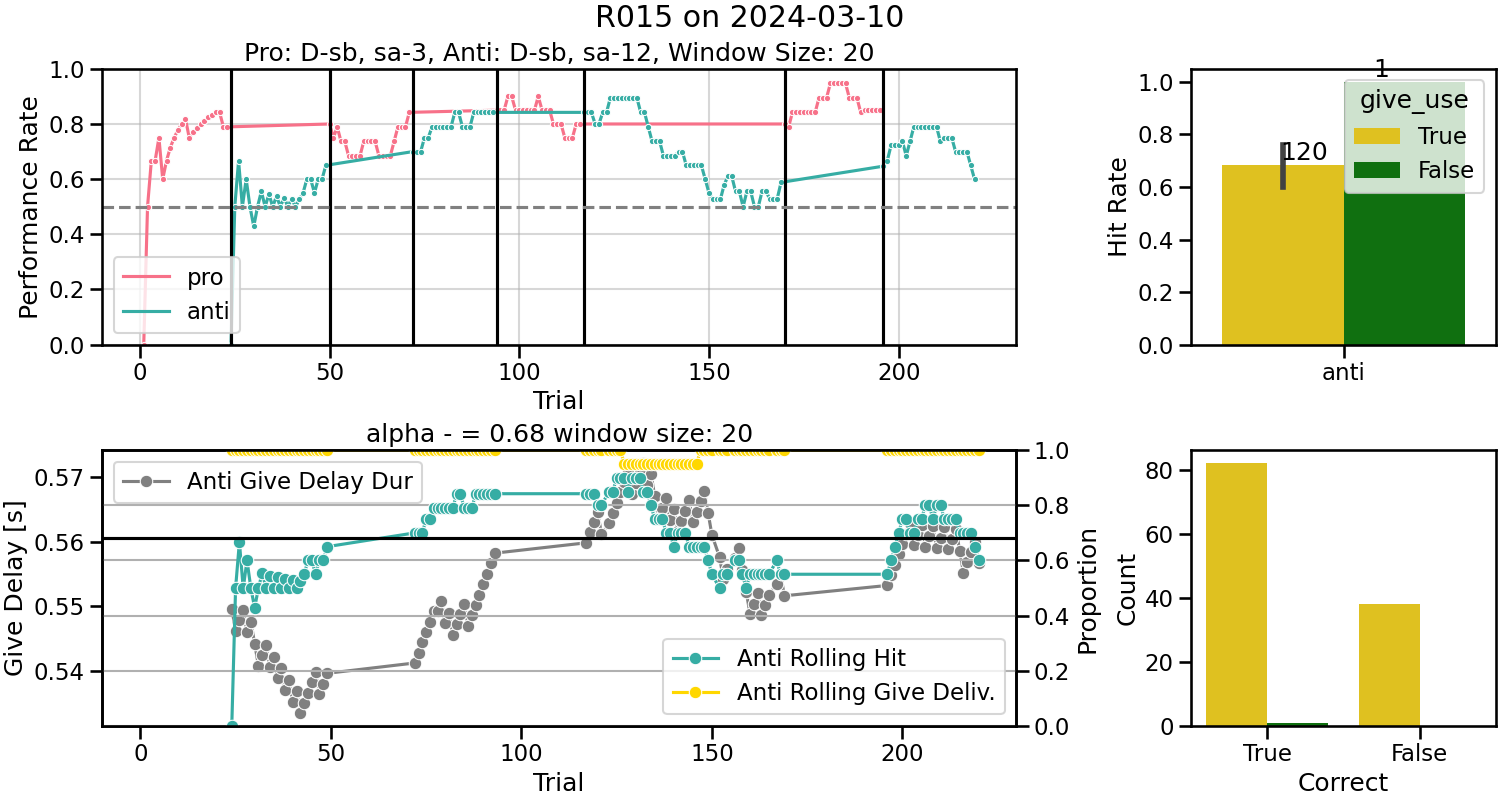 R015 on 2024-03-10
Pro: D-sb, sa-3, Anti: D-sb, sa-12, Window Size: 20
Performance Rate
1.0
0.8
0.6
0.4
0.2
0.0
pro
anti
0
50
100
150
200
Trial
Hit Rate
1.0
0.8
0.6
0.4
0.2
0.0
1
120
give_use
True
False
anti
alpha - = 0.68 window size: 20
Give Delay [s]
0.57
0.56
0.55
0.54
Anti Give Delay Dur
Anti Rolling Hit
Anti Rolling Give Deliv.
1.0
0.8
0.6
0.4
0.2
0.0
Proportion
0
50
100
150
200
Trial
Count
80
60
40
20
0
True
False
Correct